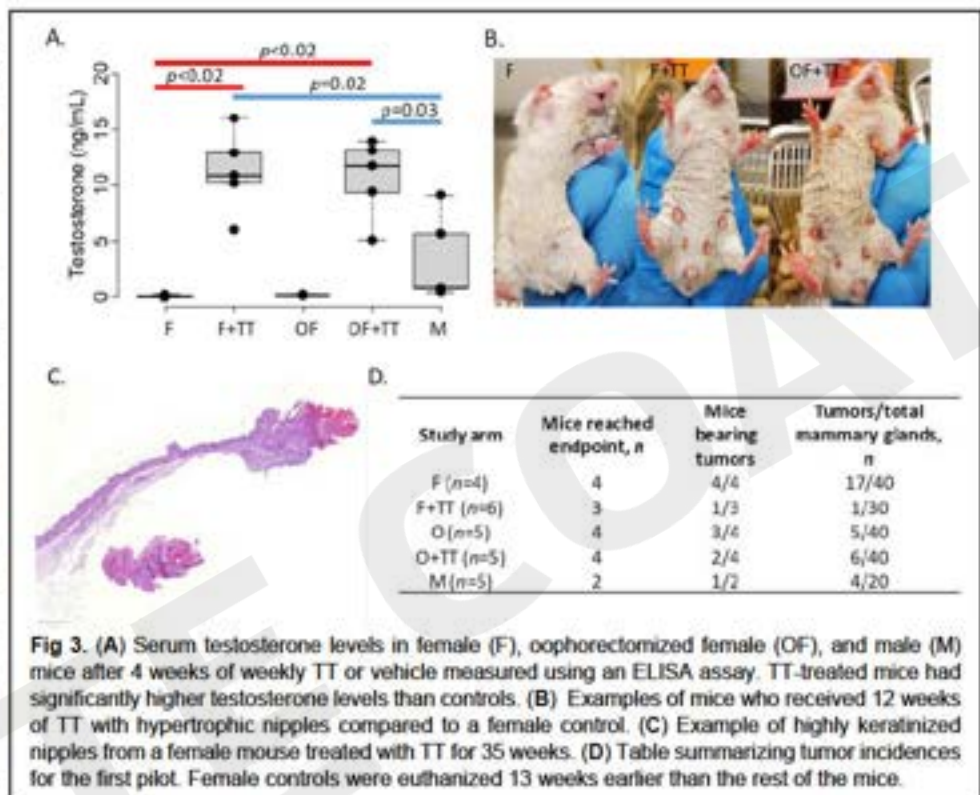 A.
p<0.02
p<0.02
p=0.02
p=0.03
Testosterone (ng/mL)
20
15
10
5
0
F F+TT OF OF+TT M
B.
F F+TT OF+TT
C.
D.
Study arm Mice reached endpoint, n Mice bearing tumors Tumors/total mammary glands, n
F (n=4) 4 4/4 17/40
F+TT (n=6) 3 1/3 1/30
O (n=5) 4 3/4 5/40
O+TT (n=5) 4 2/4 6/40
M (n=5) 2 1/2 4/20
Fig 3. (A) Serum testosterone levels in female (F), oophorectomized female (OF), and male (M)
mice after 4 weeks of weekly TT or vehicle measured using an ELISA assay. TT-treated mice had
significantly higher testosterone levels than controls. (B) Examples of mice who received 12 weeks
of TT with hypertrophic nipples compared to a female control. (C) Example of highly keratinized
nipples from a female mouse treated with TT for 35 weeks. (D) Table summarizing tumor incidences
for the first pilot. Female controls were euthanized 13 weeks earlier than the rest of the mice.
TE COAT